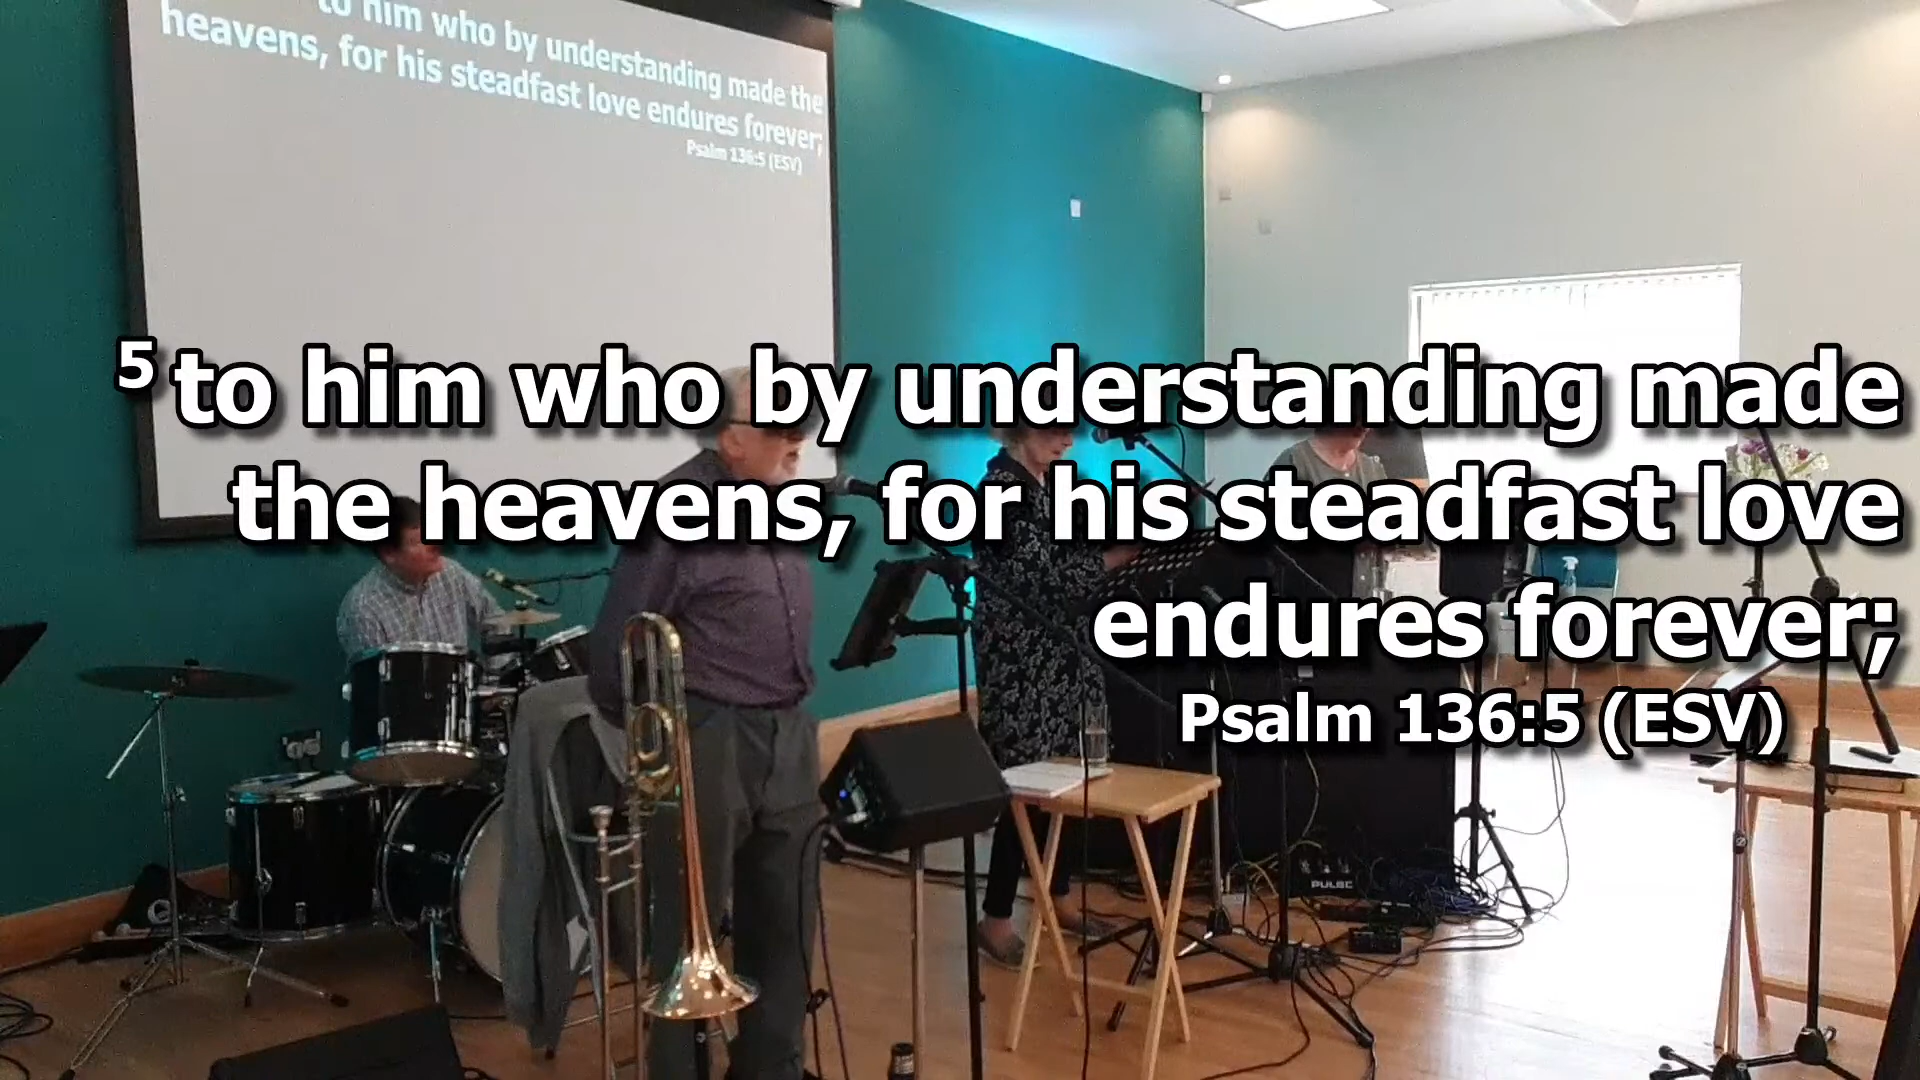 to him who by understanding made the
heavens, for his steadfast love endures forever;
Psalm 136:5 (ESV)
5 to him who by understanding made
the heavens, for his steadfast love
endures forever;
Psalm 136:5 (ESV)
PULSE